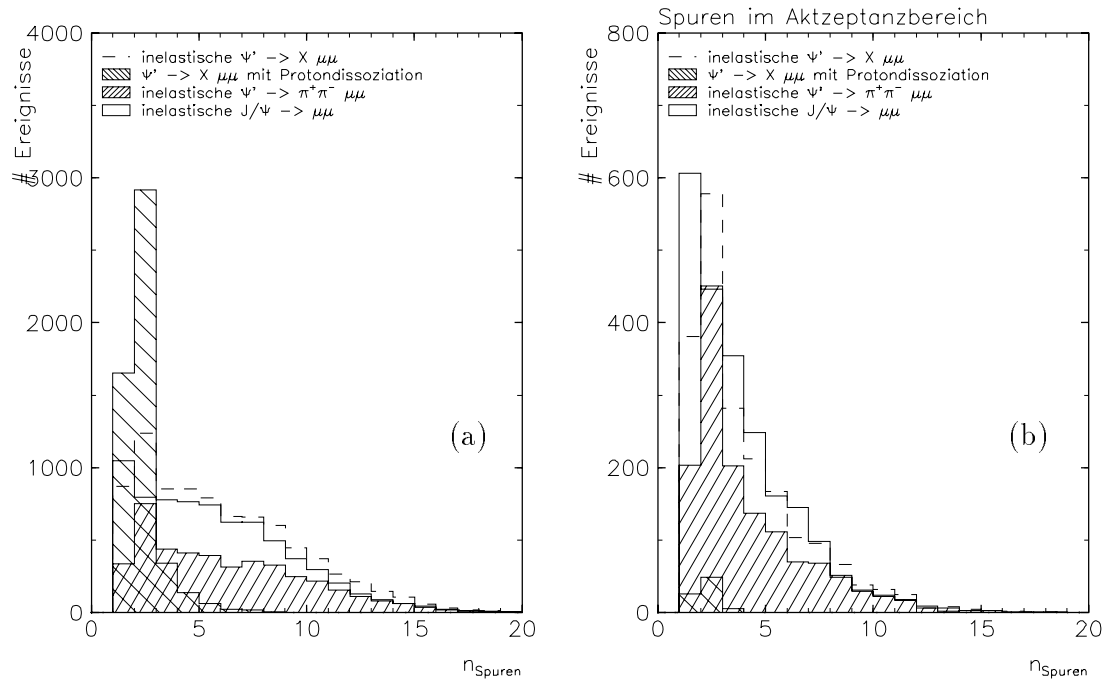 Spuren im Aktzeptanzbereich
# Ereignisse
4000
3000
2000
1000
0
inelastische Ψ' -> X μμ
Ψ' -> X μμ mit Protondissoziation
inelastische Ψ' -> π⁺π⁻ μμ
inelastische J/Ψ -> μμ
(a)
0 5 10 15 20
n_Spuren
# Ereignisse
800
600
400
200
0
inelastische Ψ' -> X μμ
Ψ' -> X μμ mit Protondissoziation
inelastische Ψ' -> π⁺π⁻ μμ
inelastische J/Ψ -> μμ
(b)
0 5 10 15 20
n_Spuren